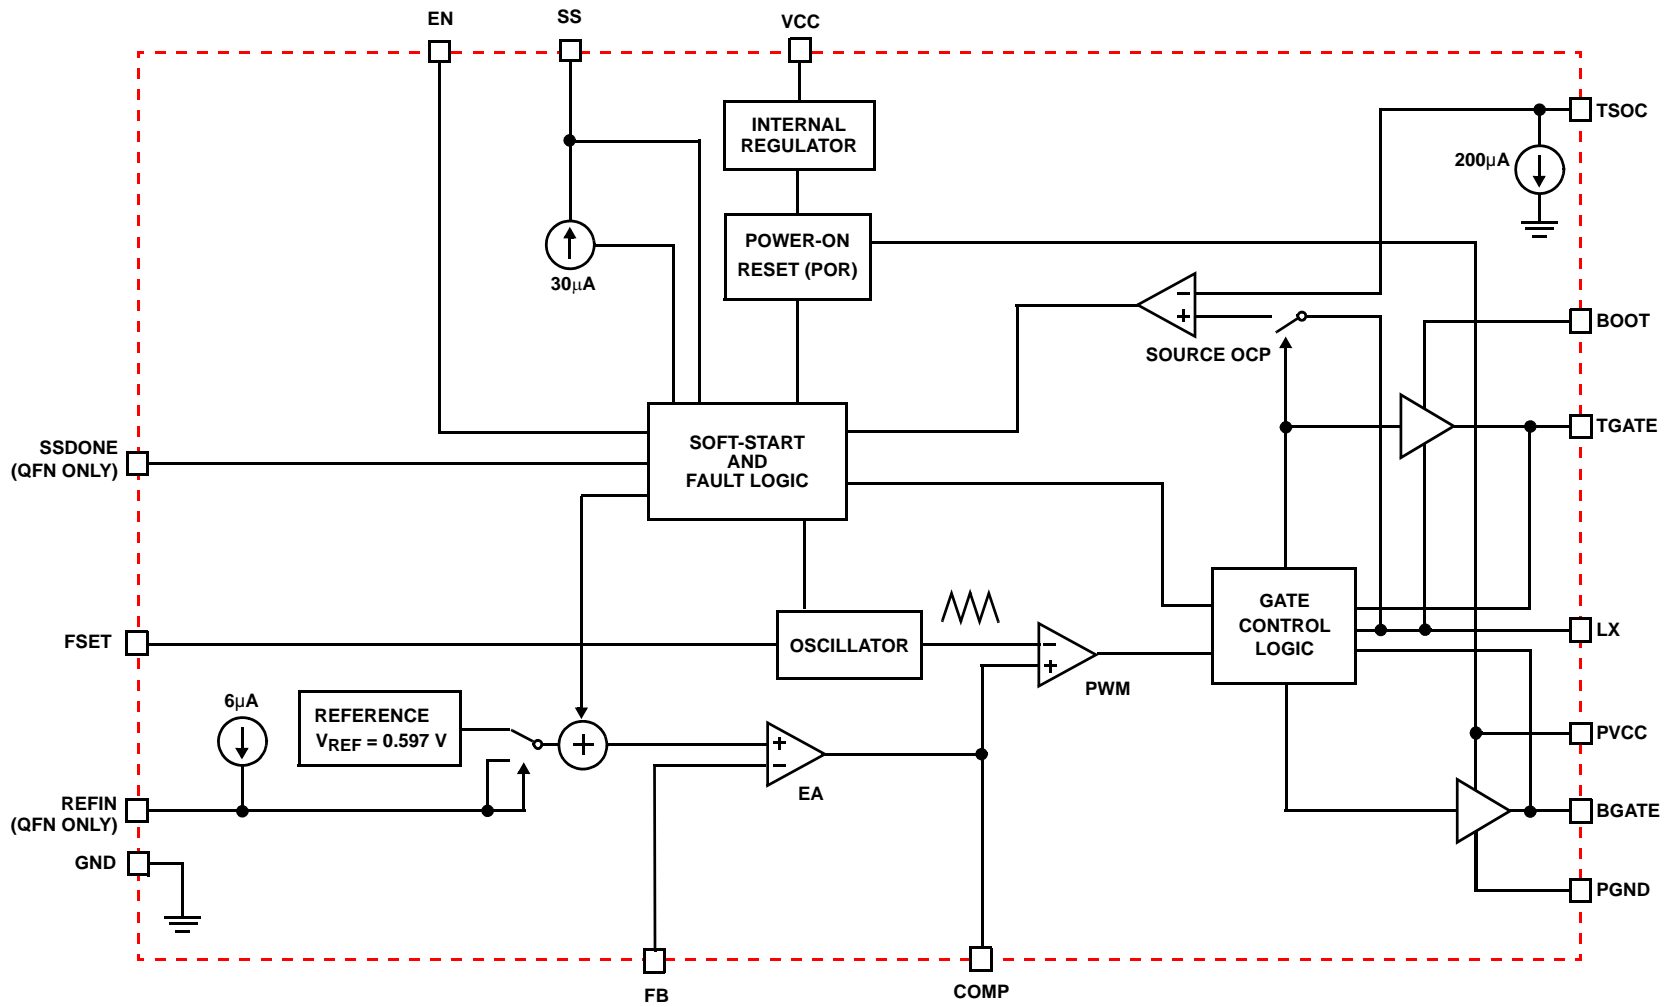 EN
SS
VCC
TSOC
INTERNAL
REGULATOR
200µA
POWER-ON
RESET (POR)
30µA
−
+
SOURCE OCP
BOOT
TGATE
SSDONE
(QFN ONLY)
SOFT-START
AND
FAULT LOGIC
GATE
CONTROL
LOGIC
FSET
OSCILLATOR
−
+
PWM
LX
6µA
REFERENCE
VREF = 0.597 V
+
+
−
EA
PVCC
REFIN
(QFN ONLY)
BGATE
GND
PGND
FB
COMP